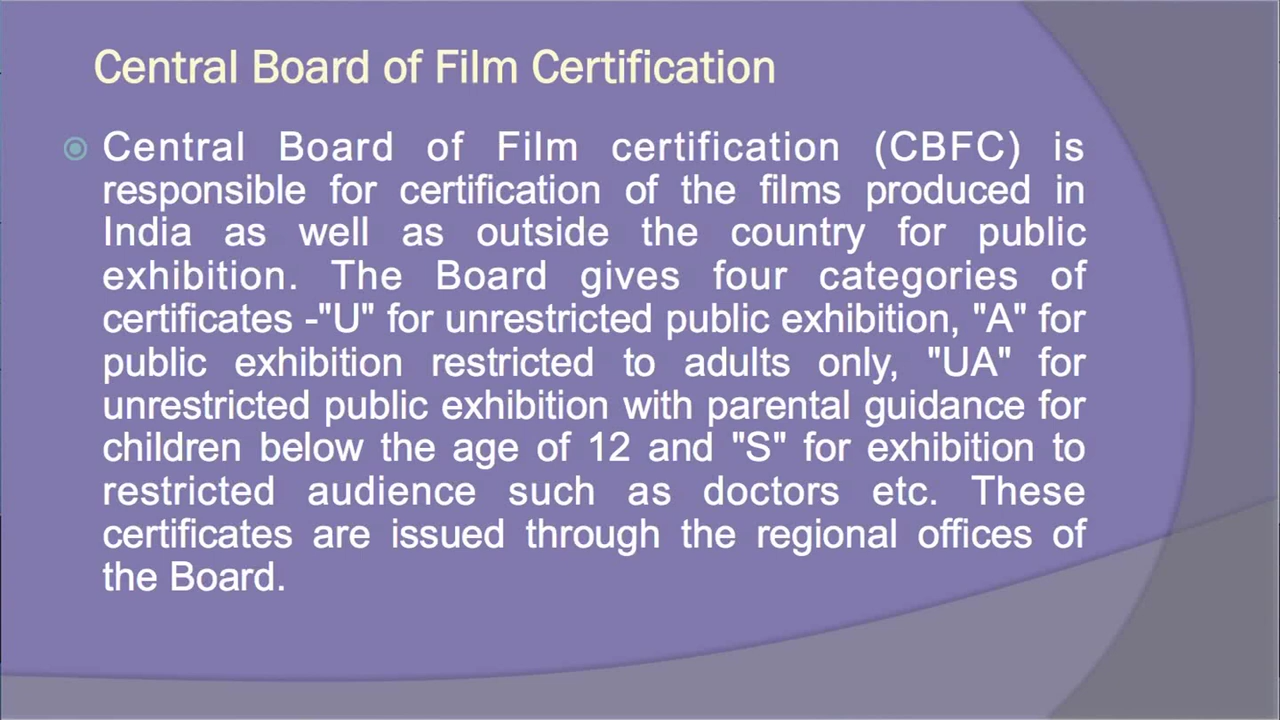 Central Board of Film Certification
Central Board of Film certification (CBFC) is
responsible for certification of the films produced in
India as well as outside the country for public
exhibition. The Board gives four categories of
certificates -"U" for unrestricted public exhibition, "A" for
public exhibition restricted to adults only, "UA" for
unrestricted public exhibition with parental guidance for
children below the age of 12 and "S" for exhibition to
restricted audience such as doctors etc. These
certificates are issued through the regional offices of
the Board.